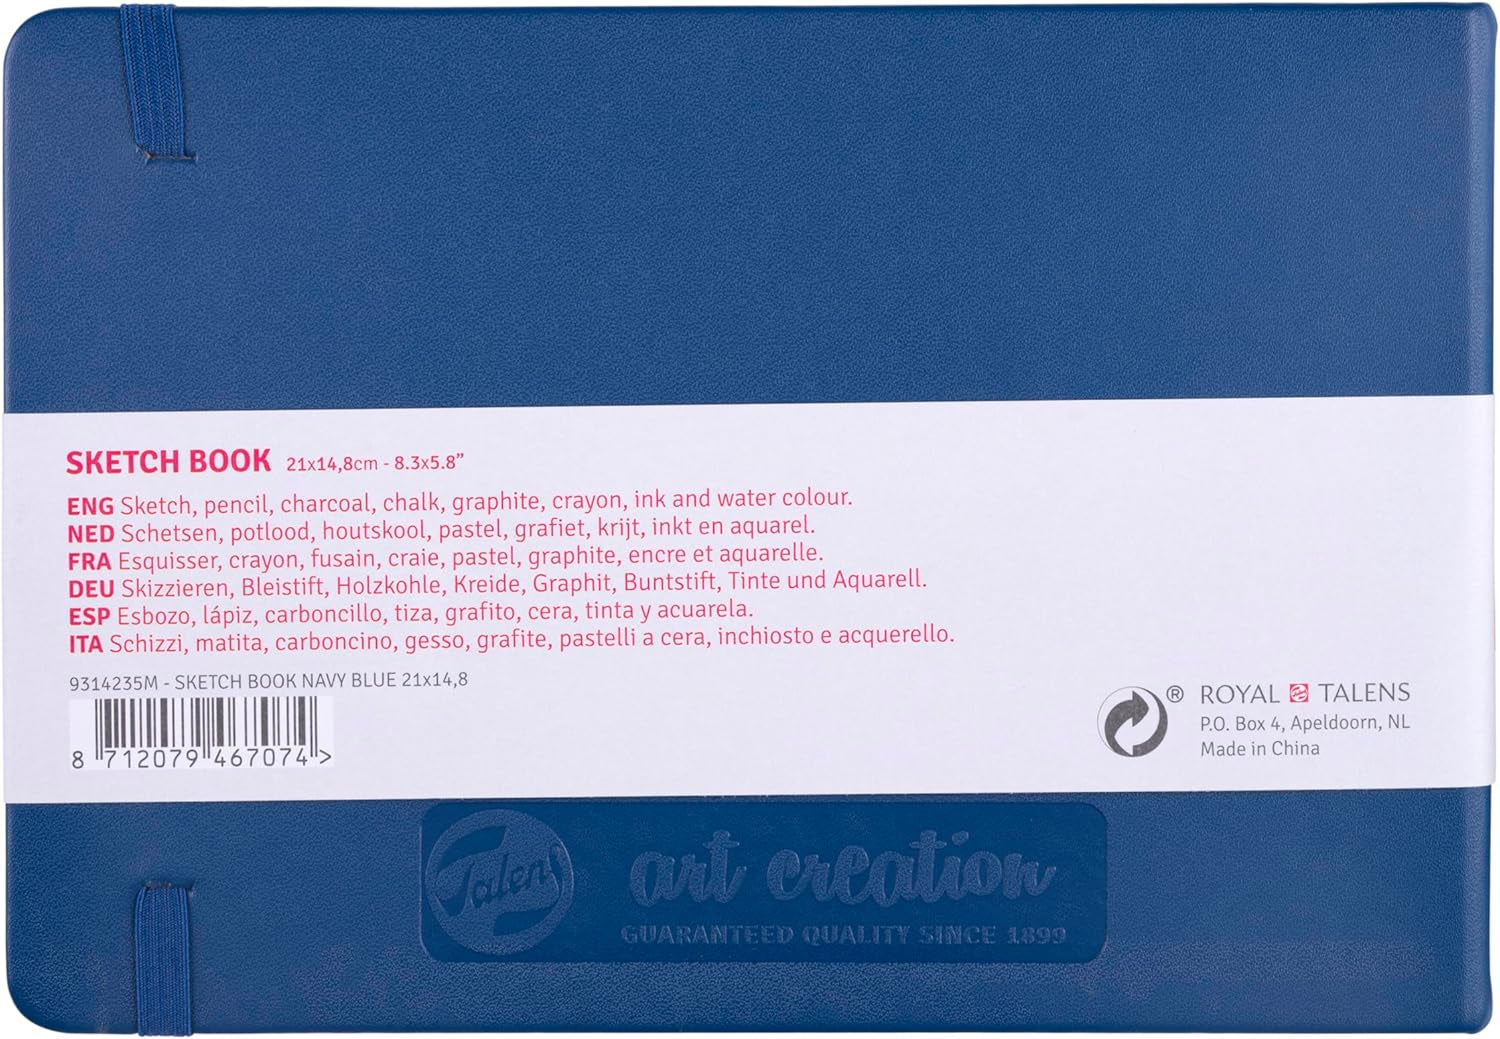 SKETCH BOOK 21x14,8cm - 8.3x5.8”
ENG Sketch, pencil, charcoal, chalk, graphite, crayon, ink and water colour.
NED Schetsen, potlood, houtskool, pastel, grafiet, krijt, inkt en aquarel.
FRA Esquisser, crayon, fusain, craie, pastel, graphite, encre et aquarelle.
DEU Skizzieren, Bleistift, Holzkohle, Kreide, Graphit, Buntstift, Tinte und Aquarell.
ESP Esbozo, lápiz, carboncillo, tiza, grafito, cera, tinta y acuarela.
ITA Schizzi, matita, carboncino, gesso, grafite, pastelli a cera, inchiosto e acquerello.
9314235M - SKETCH BOOK NAVY BLUE 21x14,8
8 712079 467074 >
® ROYAL TALENS
P.O. Box 4, Apeldoorn, NL
Made in China
Talens art creation
GUARANTEED QUALITY SINCE 1899